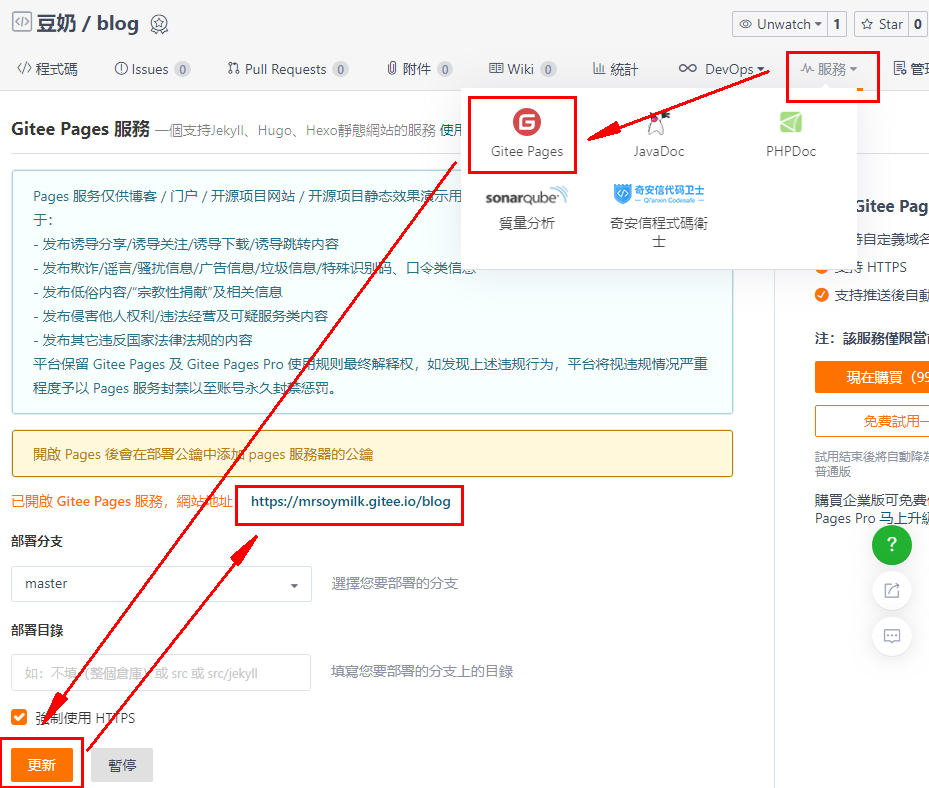 豆奶 / blog
Unwatch 1
Star 0
程式碼
Issues 0
Pull Requests 0
附件 0
Wiki 0
統計
DevOps
服務
Gitee Pages 服務 一個支持Jekyll、Hugo、Hexo靜態網站的服務
Gitee Pages
JavaDoc
PHPDoc
sonarqube
質量分析
奇安信代码卫士
Qi'anxin Codesafe
奇安信程式碼衛
士
Pages 服务仅供博客 / 门户 / 开源项目网站 / 开源项目静态效果演示用
于：
- 发布诱导分享/诱导关注/诱导下载/诱导跳转内容
- 发布欺诈/谣言/骚扰信息/广告信息/垃圾信息/特殊识别码、口令类信息
- 发布低俗内容/“宗教性捐献”及相关信息
- 发布侵害他人权利/违法经营及可疑服务类内容
- 发布其它违反国家法律法规的内容
平台保留 Gitee Pages 及 Gitee Pages Pro 使用规则最终解释权，如发现上述违规行为，平台将视违规情况严重
程度予以 Pages 服务封禁以至账号永久封禁惩罚。
開啟 Pages 後會在部署公鑰中添加 pages 服務器的公鑰
已開啟 Gitee Pages 服務，網站地址 https://mrsoymilk.gitee.io/blog
部署分支
master
選擇您要部署的分支
部署目錄
如：不填（整個倉庫）或 src 或 src/jekyll
填寫您要部署的分支上的目錄
強制使用 HTTPS
更新
暫停
Gitee Pag
自定義域名
支持 HTTPS
支持推送後自動
注：該服務僅限當前
現在購買（99
免費試用一
試用結束後將自動降為
普通版
購買企業版可免費使
Pages Pro 马上升級
?